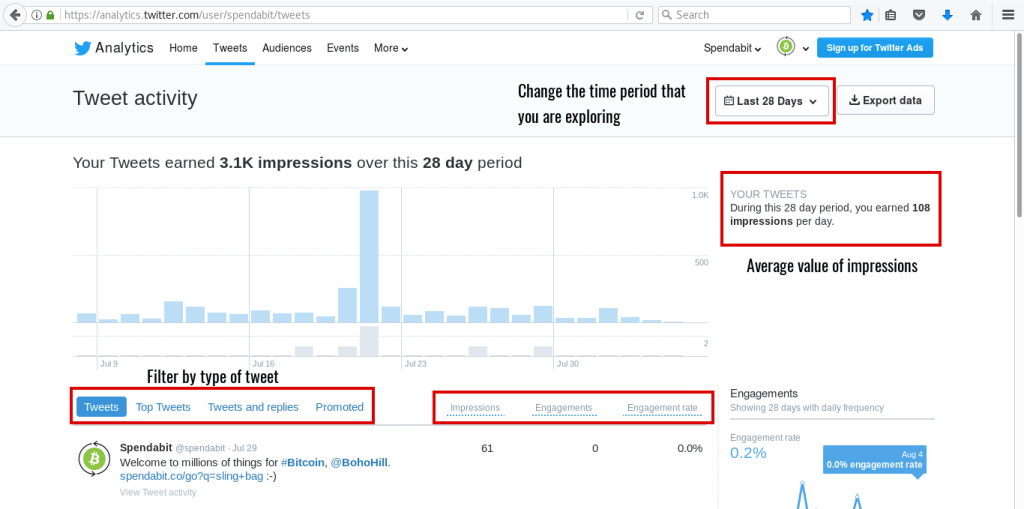 https://analytics.twitter.com/user/spendabit/tweets
Search
Analytics Home Tweets Audiences Events More
Spendabit Sign up for Twitter Ads
Tweet activity
Change the time period that
you are exploring
Last 28 Days
Export data
Your Tweets earned 3.1K impressions over this 28 day period
1.0K
500
2
Jul 9 Jul 16 Jul 23 Jul 30
YOUR TWEETS
During this 28 day period, you earned 108
impressions per day.
Average value of impressions
Filter by type of tweet
Tweets Top Tweets Tweets and replies Promoted
Impressions Engagements Engagement rate
Spendabit @spendabit · Jul 29
Welcome to millions of things for #Bitcoin, @BohoHill.
spendabit.co/go?q=sling+bag :-)
View Tweet activity
61 0 0.0%
Engagements
Showing 28 days with daily frequency
Engagement rate
0.2%
Aug 4
0.0% engagement rate